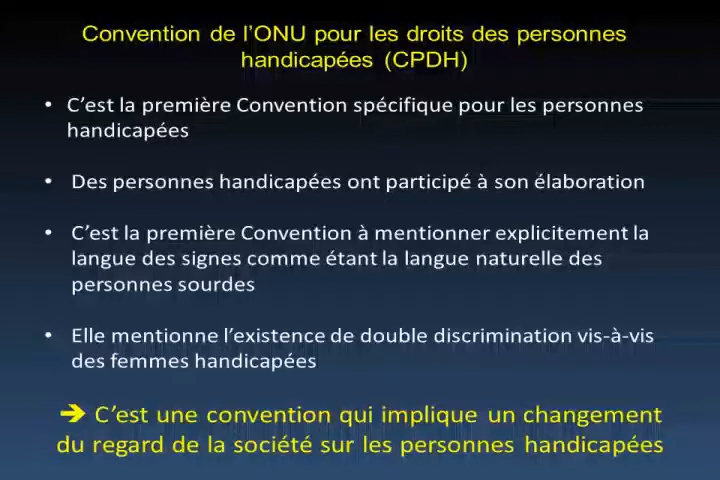 Convention de l’ONU pour les droits des personnes
handicapées (CPDH)
• C’est la première Convention spécifique pour les personnes
handicapées
• Des personnes handicapées ont participé à son élaboration
• C’est la première Convention à mentionner explicitement la
langue des signes comme étant la langue naturelle des
personnes sourdes
• Elle mentionne l’existence de double discrimination vis-à-vis
des femmes handicapées
➔ C’est une convention qui implique un changement
du regard de la société sur les personnes handicapées